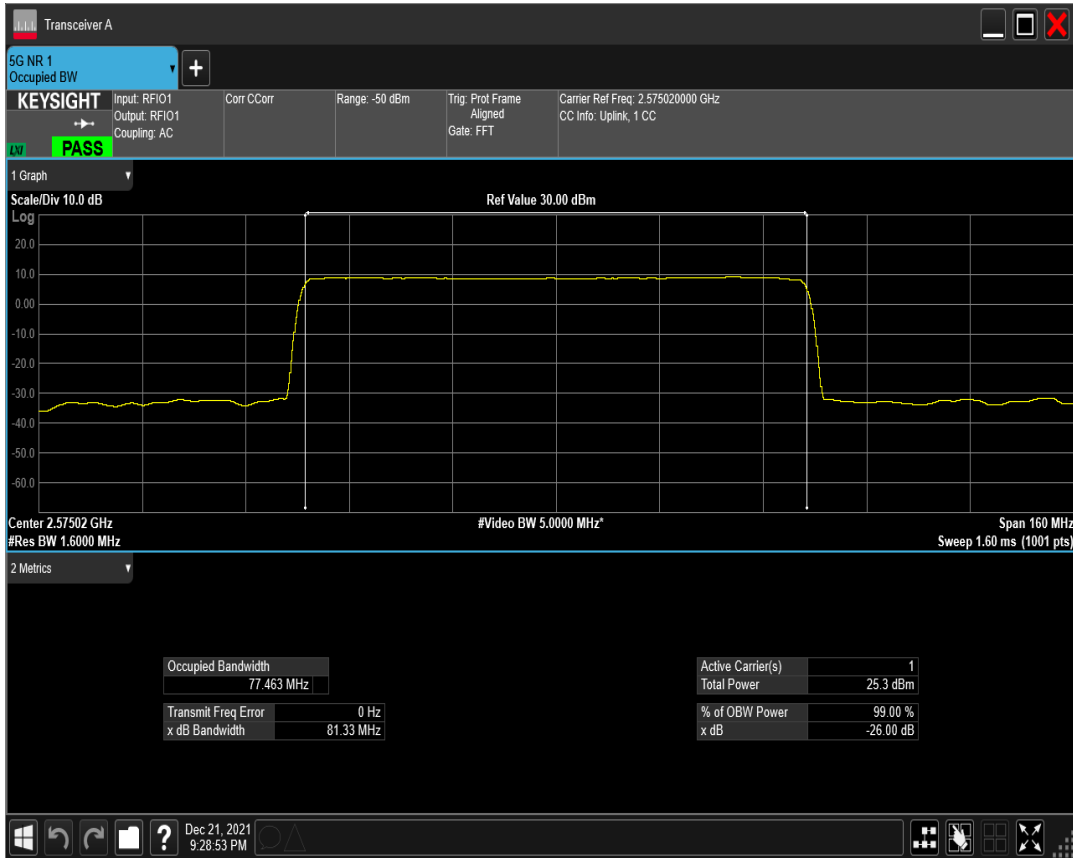 Transceiver A
5G NR 1
Occupied BW
KEYSIGHT
LXI
PASS
Input: RFIO1
Output: RFIO1
Coupling: AC
Corr CCorr
Range: -50 dBm
Trig: Prot Frame
Aligned
Gate: FFT
Carrier Ref Freq: 2.575020000 GHz
CC Info: Uplink, 1 CC
1 Graph
Scale/Div 10.0 dB
Ref Value 30.00 dBm
Log
20.0
10.0
0.00
-10.0
-20.0
-30.0
-40.0
-50.0
-60.0
Center 2.57502 GHz
#Video BW 5.0000 MHz*
Span 160 MHz
#Res BW 1.6000 MHz
Sweep 1.60 ms (1001 pts)
2 Metrics
Occupied Bandwidth
77.463 MHz
Transmit Freq Error 0 Hz
x dB Bandwidth 81.33 MHz
Active Carrier(s) 1
Total Power 25.3 dBm
% of OBW Power 99.00 %
x dB -26.00 dB
?
Dec 21, 2021
9:28:53 PM